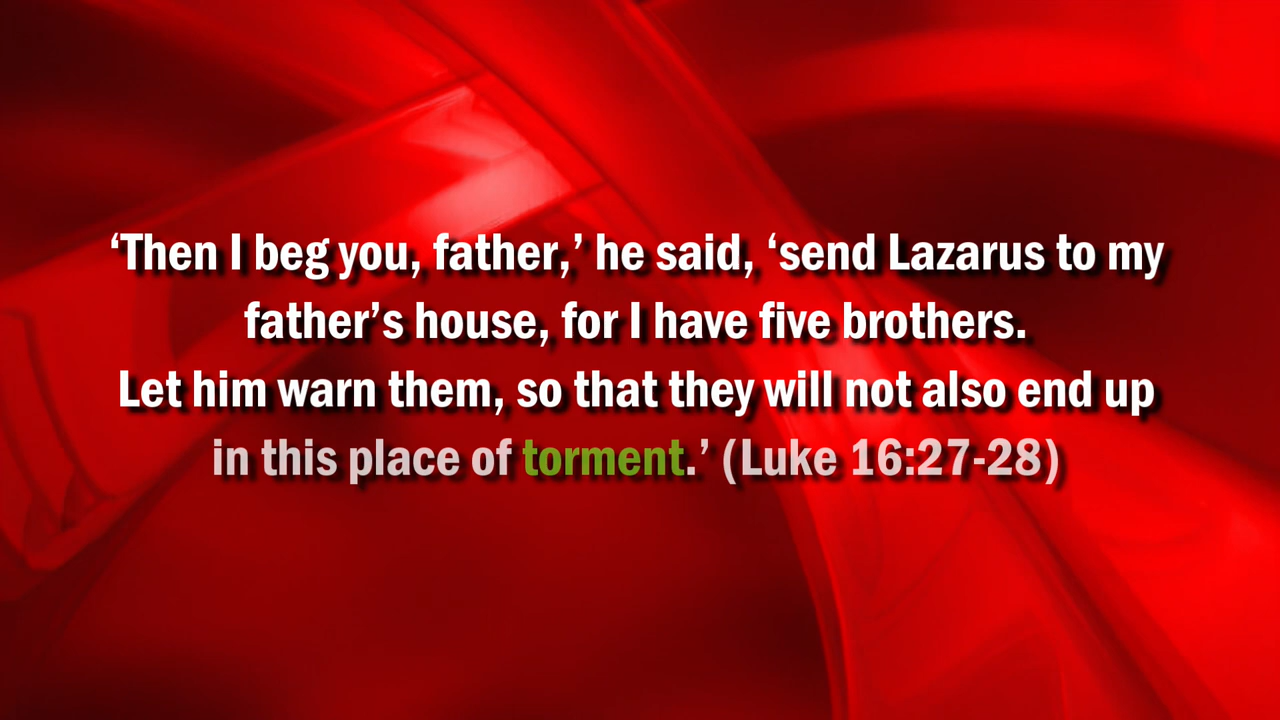 ‘Then I beg you, father,’ he said, ‘send Lazarus to my
father’s house, for I have five brothers.
Let him warn them, so that they will not also end up
in this place of torment.’ (Luke 16:27-28)